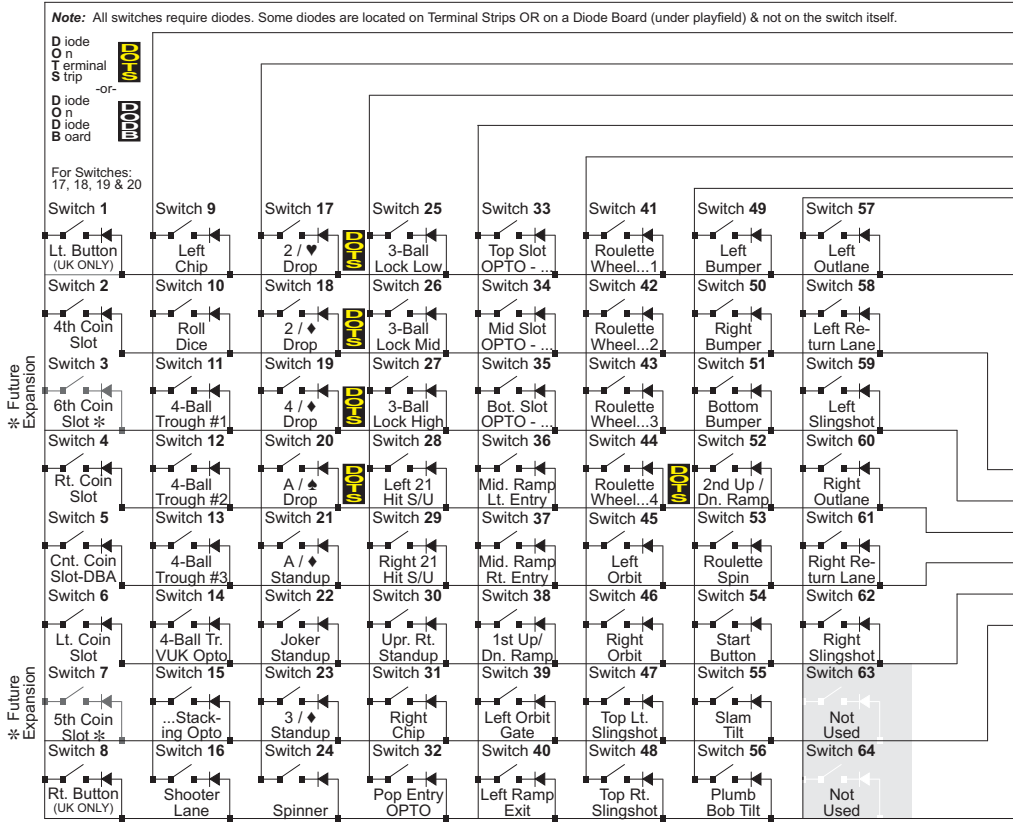 Note: All switches require diodes. Some diodes are located on Terminal Strips OR on a Diode Board (under playfield) & not on the switch itself.
Diode
On
Terminal
Strip
DOTS
-or-
Diode
On
Diode
Board
DODB
For Switches:
17, 18, 19 & 20
Switch 1
Lt. Button
(UK ONLY)
Switch 2
4th Coin
Slot
* Future
Expansion
Switch 3
6th Coin
Slot *
Switch 4
Rt. Coin
Slot
Switch 5
Cnt. Coin
Slot-DBA
Switch 6
Lt. Coin
Slot
* Future
Expansion
Switch 7
5th Coin
Slot *
Switch 8
Rt. Button
(UK ONLY)
Switch 9
Left
Chip
Switch 10
Roll
Dice
Switch 11
4-Ball
Trough #1
Switch 12
4-Ball
Trough #2
Switch 13
4-Ball
Trough #3
Switch 14
4-Ball Tr.
VUK Opto
Switch 15
...Stack-
ing Opto
Switch 16
Shooter
Lane
Switch 17
2 / ♥
Drop
DOTS
Switch 18
2 / ♦
Drop
DOTS
Switch 19
4 / ♦
Drop
DOTS
Switch 20
A / ♠
Drop
DOTS
Switch 21
A / ♦
Standup
Switch 22
Joker
Standup
Switch 23
3 / ♦
Standup
Switch 24
Spinner
Switch 25
3-Ball
Lock Low
Switch 26
3-Ball
Lock Mid
Switch 27
3-Ball
Lock High
Switch 28
Left 21
Hit S/U
Switch 29
Right 21
Hit S/U
Switch 30
Upr. Rt.
Standup
Switch 31
Right
Chip
Switch 32
Pop Entry
OPTO
Switch 33
Top Slot
OPTO - ...
Switch 34
Mid Slot
OPTO - ...
Switch 35
Bot. Slot
OPTO - ...
Switch 36
Mid. Ramp
Lt. Entry
Switch 37
Mid. Ramp
Rt. Entry
Switch 38
1st Up/
Dn. Ramp
Switch 39
Left Orbit
Gate
Switch 40
Left Ramp
Exit
Switch 41
Roulette
Wheel...1
Switch 42
Roulette
Wheel...2
Switch 43
Roulette
Wheel...3
Switch 44
Roulette
Wheel...4
DOTS
Switch 45
Left
Orbit
Switch 46
Right
Orbit
Switch 47
Top Lt.
Slingshot
Switch 48
Top Rt.
Slingshot
Switch 49
Left
Bumper
Switch 50
Right
Bumper
Switch 51
Bottom
Bumper
Switch 52
2nd Up /
Dn. Ramp
Switch 53
Roulette
Spin
Switch 54
Start
Button
Switch 55
Slam
Tilt
Switch 56
Plumb
Bob Tilt
Switch 57
Left
Outlane
Switch 58
Left Re-
turn Lane
Switch 59
Left
Slingshot
Switch 60
Right
Outlane
Switch 61
Right Re-
turn Lane
Switch 62
Right
Slingshot
Switch 63
Not
Used
Switch 64
Not
Used